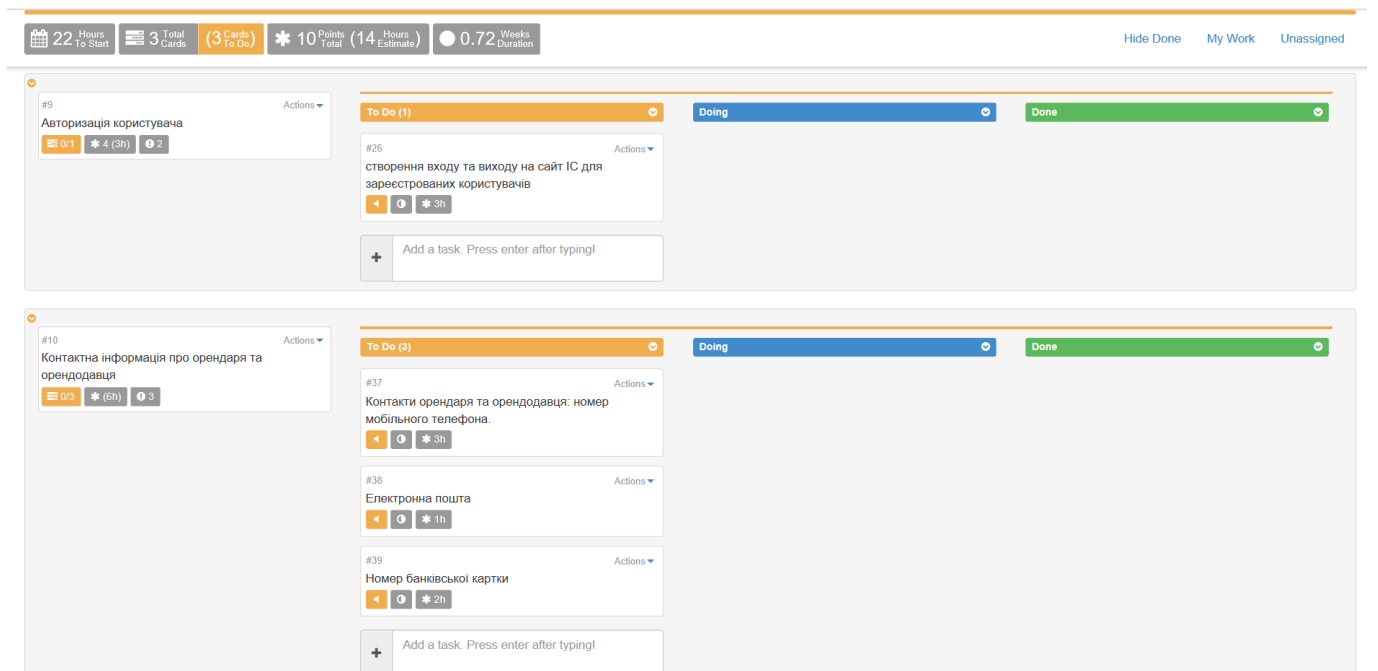 22 Hours To Start 3 Total Cards (3 Cards To Do) 10 Points Total (14 Hours Estimate) 0.72 Weeks Duration Hide Done My Work Unassigned
#9 Actions
Авторизація користувача
0/1 4 (3h) 2
To Do (1) Doing Done
#26 Actions
створення входу та виходу на сайт ІС для
зареєстрованих користувачів
3h
Add a task. Press enter after typing!
#10 Actions
Контактна інформація про орендаря та
орендодавця
0/3 (6h) 3
To Do (3) Doing Done
#37 Actions
Контакти орендаря та орендодавця: номер
мобільного телефона.
3h
#38 Actions
Електронна пошта
1h
#39 Actions
Номер банківської картки
2h
Add a task. Press enter after typing!